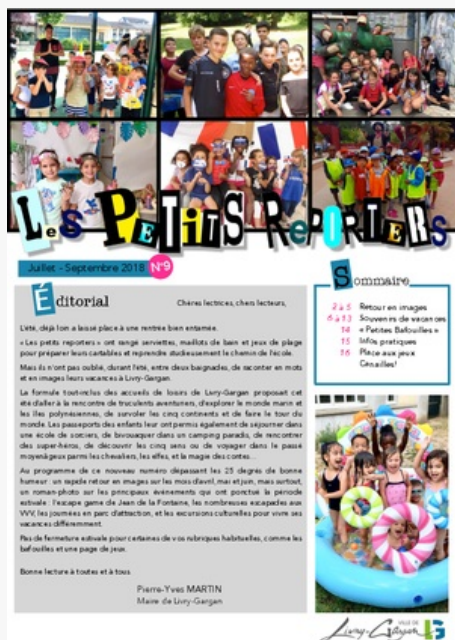 Les PETITS REPORTERS
Juillet - Septembre 2018 N°9
Éditorial
Chères lectrices, chers lecteurs,
L'été, déjà loin a laissé place à une rentrée bien entamée.
« Les petits reporters » ont rangé serviettes, maillots de bain et jeux de plage
pour préparer leurs cartables et reprendre studieusement le chemin de l'école.
Mais ils n'ont pas oublié, durant l'été, entre deux baignades, de raconter en mots
et en images leurs vacances à Livry-Gargan.
La formule tout-inclus des accueils de loisirs de Livry-Gargan proposait cet
été d'aller à la rencontre de truculents aventuriers, d'explorer le monde marin et
les îles polynésiennes, de survoler les cinq continents et de faire le tour du
monde. Les passeports des enfants leur ont permis également de séjourner dans
une école de sorciers, de bivouaquer dans un camping paradis, de rencontrer
des super-héros, de découvrir les cinq sens ou de voyager dans le passé
moyenâgeux parmi les chevaliers, les elfes, et la magie des contes...
Au programme de ce nouveau numéro dépassant les 25 degrés de bonne
humeur : un rapide retour en images sur les mois d'avril, mai et juin, mais surtout,
un roman-photo sur les principaux événements qui ont ponctué la période
estivale : l'escape game de Jean de la Fontaine, les nombreuses escapades aux
VVV, les journées en parc d'attraction, et les excursions culturelles pour vivre ses
vacances différemment.
Pas de fermeture estivale pour certaines de vos rubriques habituelles, comme les
bafouilles et une page de jeux.
Bonne lecture à toutes et à tous.
Pierre-Yves MARTIN
Maire de Livry-Gargan
Sommaire
2 à 5 Retour en images
6 à 13 Souvenirs de vacances
14 « Petites Bafouilles »
15 Infos pratiques
16 Place aux jeux
Canailles!
VILLE DE
Livry-Gargan